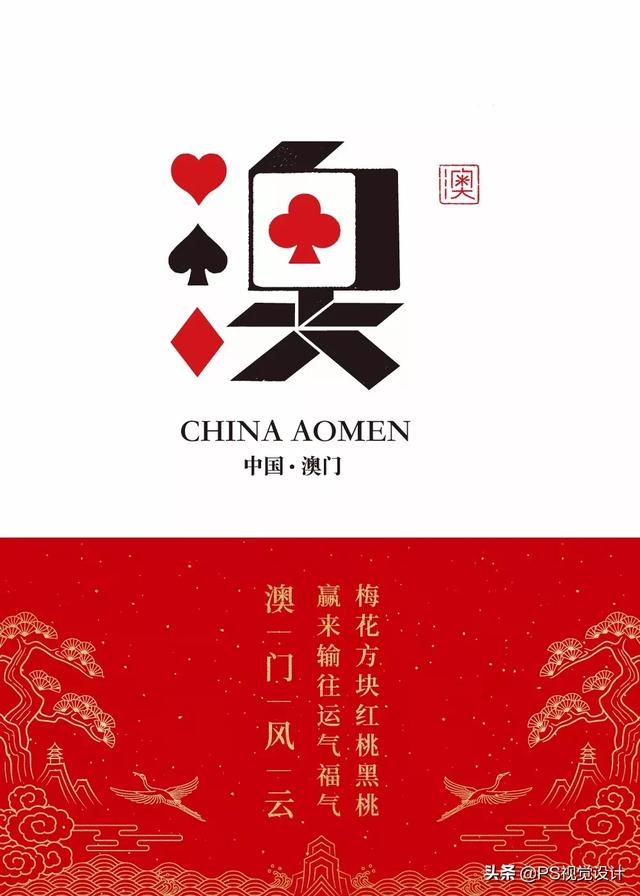 澳
澳
CHINA AOMEN
中国·澳门
梅花方块红桃黑桃
赢来输往运气福气
澳门风云
头条@PS视觉设计